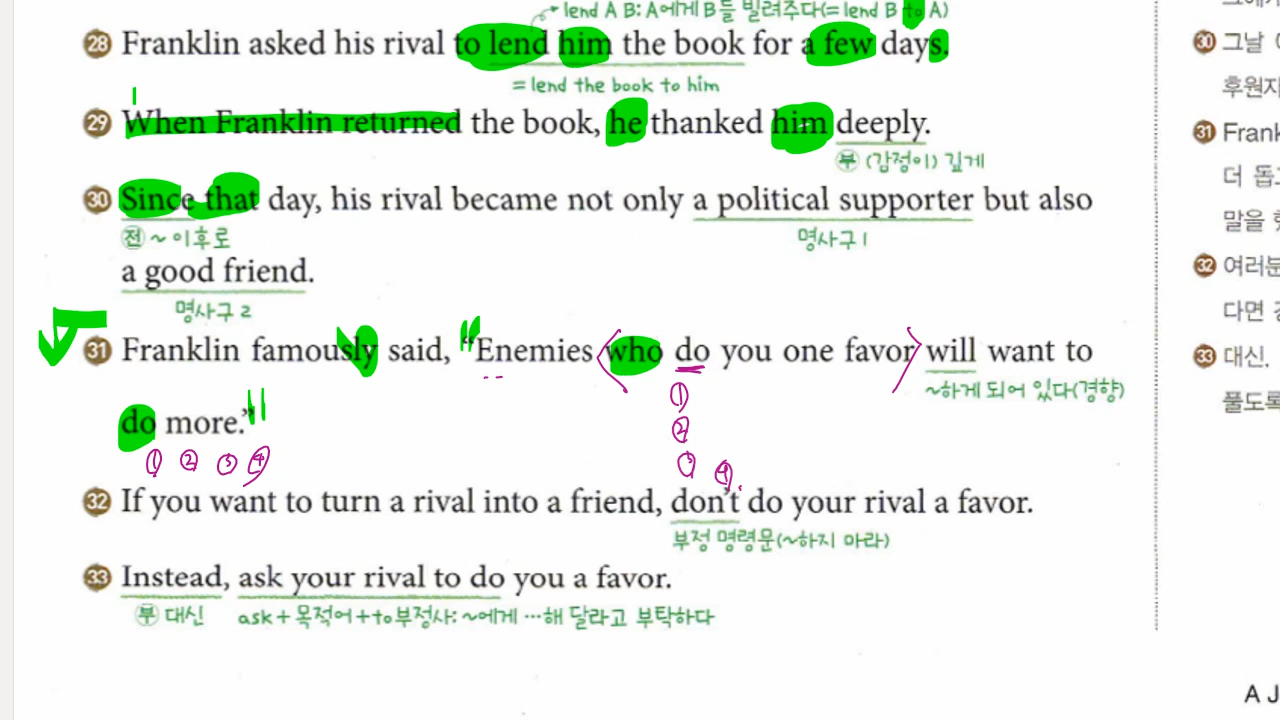 lend A B: A에게 B를 빌려주다(= lend B to A)
28 Franklin asked his rival to lend him the book for a few days.
= lend the book to him
29 When Franklin returned the book, he thanked him deeply.
부 (감정이) 깊게
30 Since that day, his rival became not only a political supporter but also
전 ~ 이후로 명사구 1
a good friend.
명사구 2
31 Franklin famously said, “Enemies who do you one favor will want to
~하게 되어 있다(경향)
①
do more.”
②
① ② ③ ④
③ ④
32 If you want to turn a rival into a friend, don’t do your rival a favor.
부정 명령문(~하지 마라)
33 Instead, ask your rival to do you a favor.
부 대신 ask + 목적어 + to부정사: ~에게 …해 달라고 부탁하다
30 그날
후원자
31 Frank
더
말을
32 여러분
다면
33 대신,
풀도록
A J